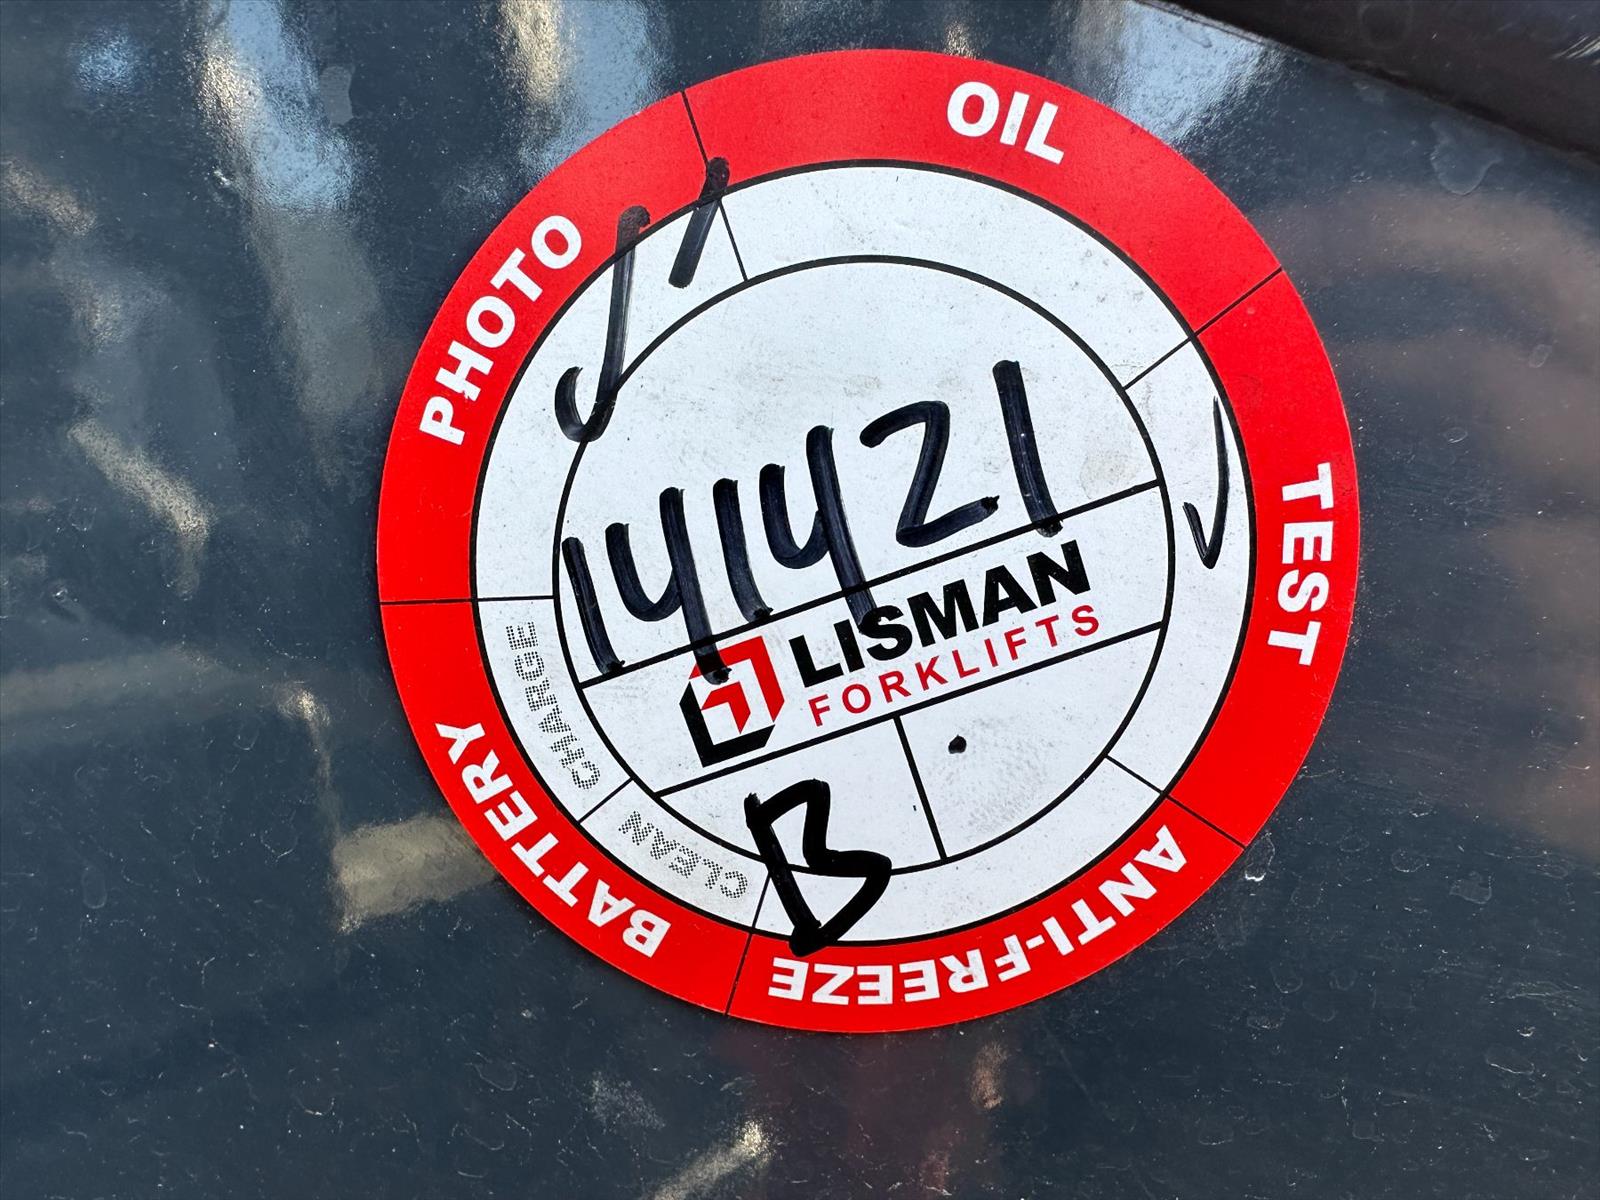 OIL
PHOTO
TEST
141421
LISMAN
FORKLIFTS
CHARGE
CLEAN
B
BATTERY
ANTI-FREEZE